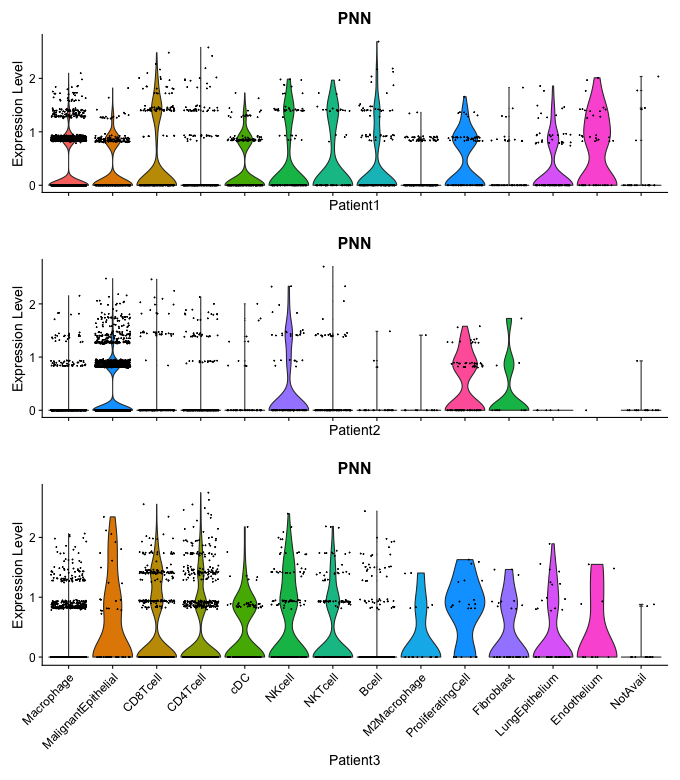 PNN
Expression Level
2
1
0
Patient1
PNN
Expression Level
2
1
0
Patient2
PNN
Expression Level
2
1
0
Macrophage
MalignantEpithelial
CD8Tcell
CD4Tcell
cDC
NKcell
NKTcell
Bcell
M2Macrophage
ProliferatingCell
Fibroblast
LungEpithelium
Endothelium
NotAvail
Patient3